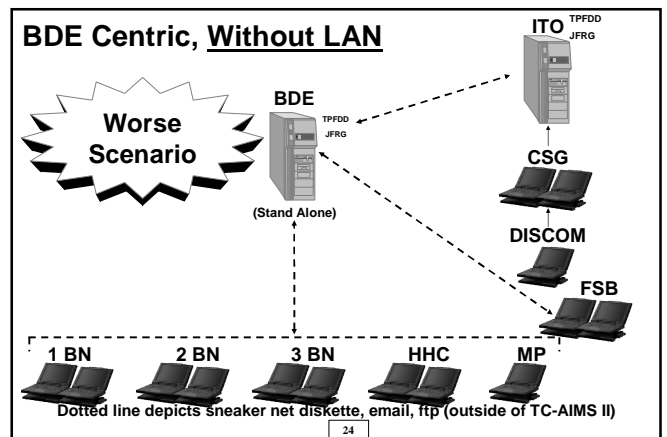 BDE Centric, Without LAN
ITO TPFDD
JFRG
Worse
Scenario
BDE
TPFDD
JFRG
(Stand Alone)
CSG
DISCOM
FSB
1 BN 2 BN 3 BN HHC MP
Dotted line depicts sneaker net diskette, email, ftp (outside of TC-AIMS II)
24